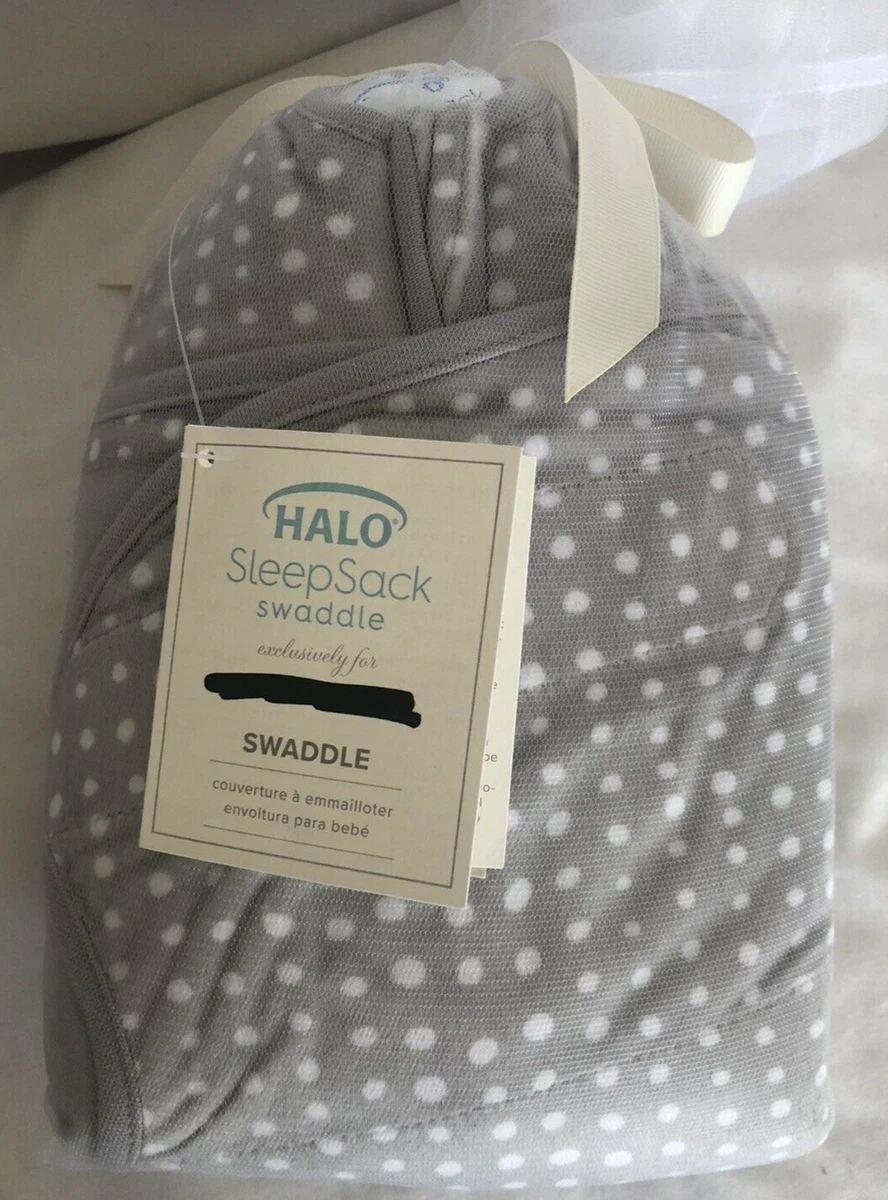 HALO®
SleepSack
swaddle
exclusively for
SWADDLE
couverture à emmailloter
envoltura para bebé